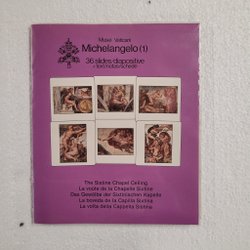 Musei Vaticani
Michelangelo (1)
36 slides·diapositive
The Sistine Chapel Ceiling
La voûte de la Chapelle Sixtine
Das Gewölbe der Sixtinischen Kapelle
La boveda de la Capilla Sixtina
La volta della Cappella Sistina